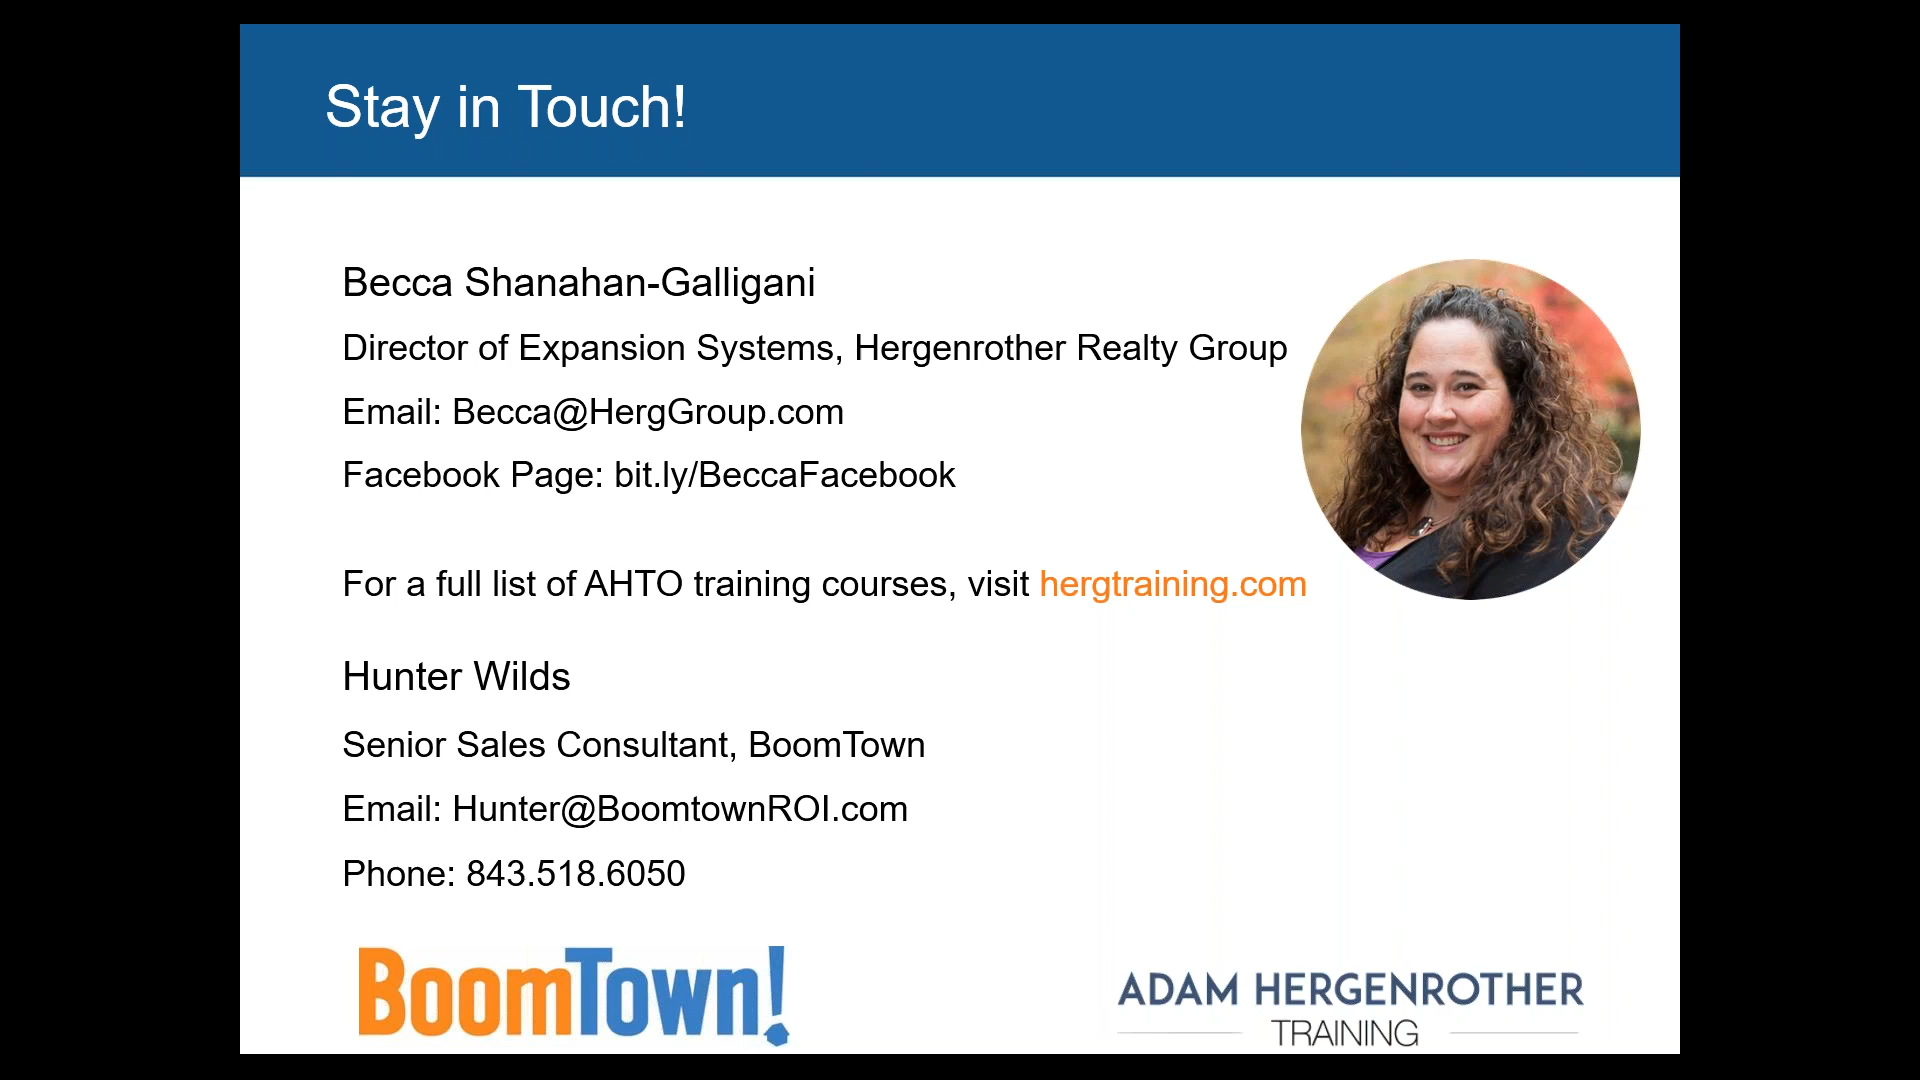 Stay in Touch!
Becca Shanahan-Galligani
Director of Expansion Systems, Hergenrother Realty Group
Email: Becca@HergGroup.com
Facebook Page: bit.ly/BeccaFacebook
For a full list of AHTO training courses, visit hergtraining.com
Hunter Wilds
Senior Sales Consultant, BoomTown
Email: Hunter@BoomtownROI.com
Phone: 843.518.6050
BoomTown!
ADAM HERGENROTHER
TRAINING